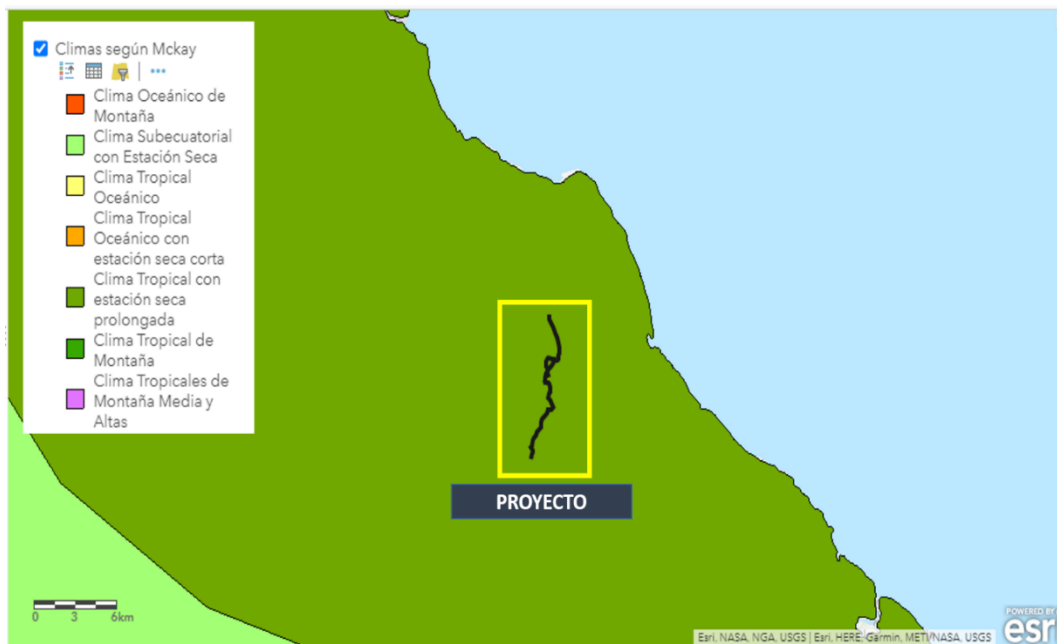 Climas según Mckay
Clima Oceánico de
Montaña
Clima Subecuatorial
con Estación Seca
Clima Tropical
Oceánico
Clima Tropical
Oceánico con
estación seca corta
Clima Tropical con
estación seca
prolongada
Clima Tropical de
Montaña
Clima Tropicales de
Montaña Media y
Altas
PROYECTO
0 3 6km
POWERED BY
esri
Esri, NASA, NGA, USGS | Esri, HERE, Garmin, METI/NASA, USGS